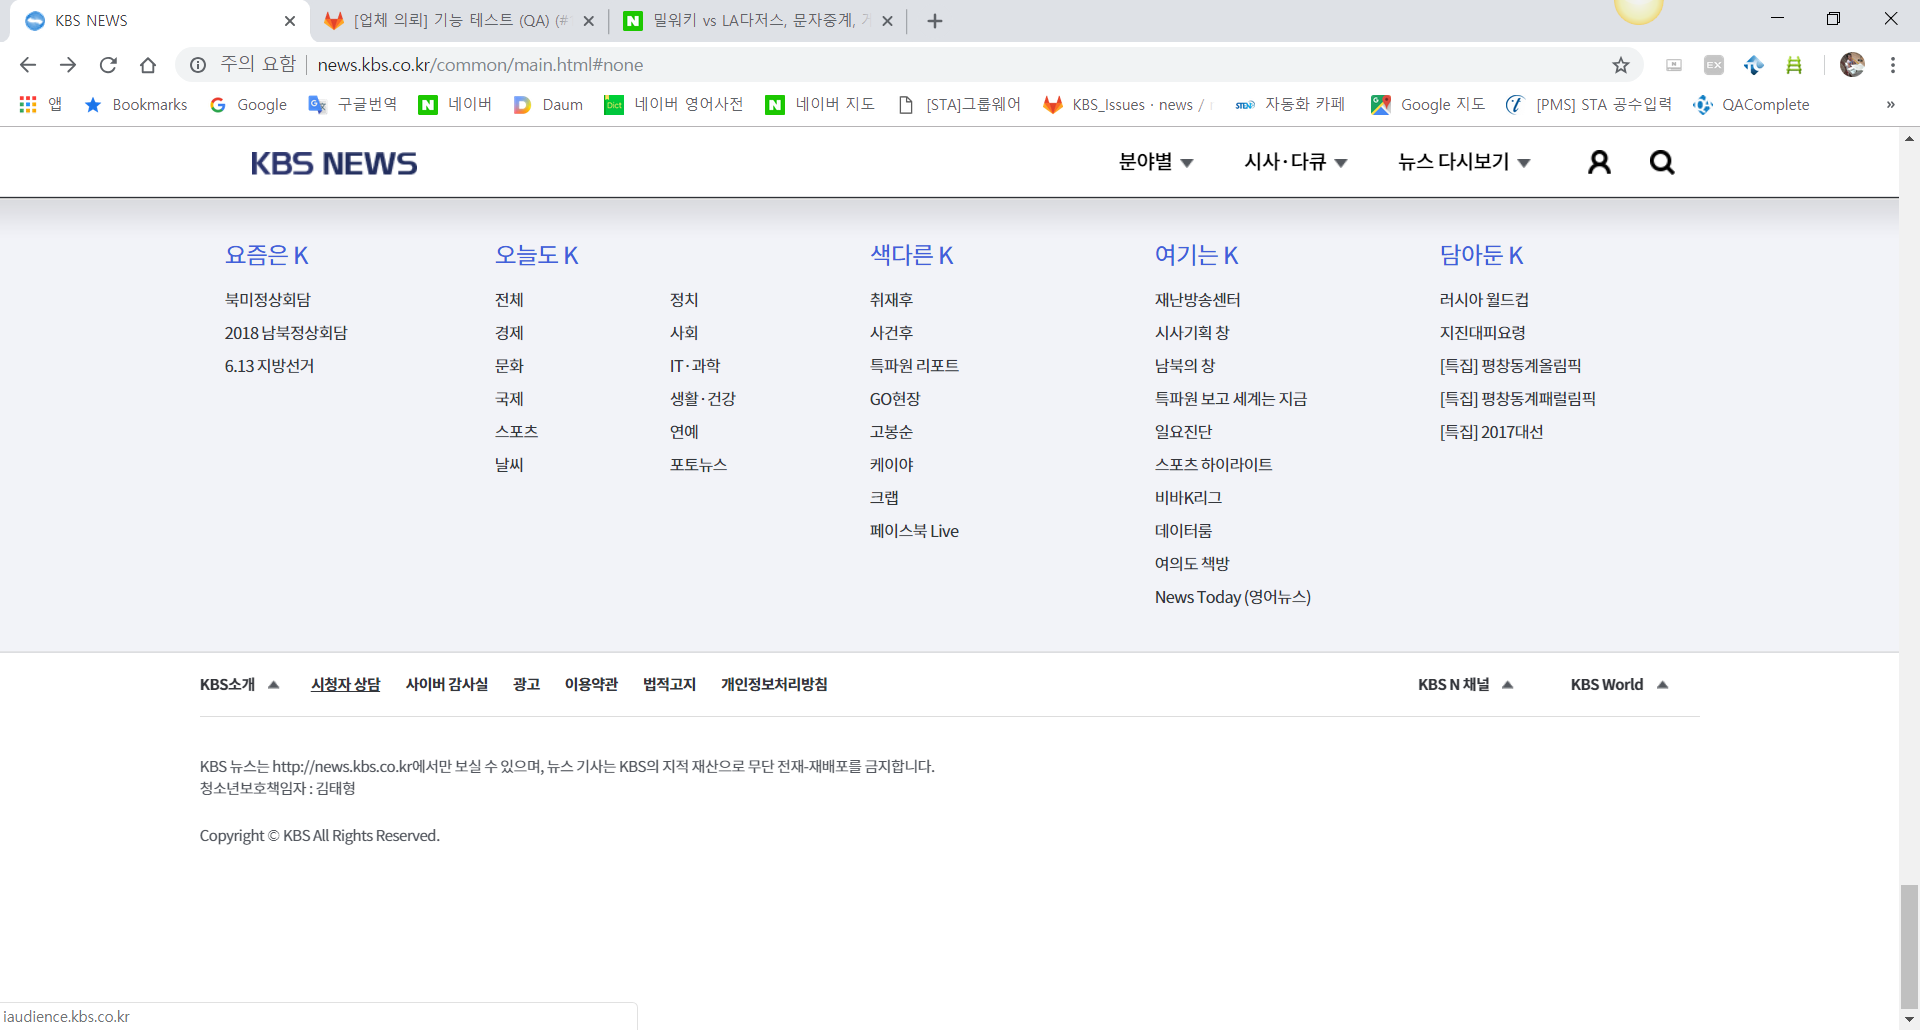 KBS NEWS
[업체 의뢰] 기능 테스트 (QA) (#
밀워키 vs LA다저스, 문자중계,
주의 요함 news.kbs.co.kr/common/main.html#none
앱 Bookmarks Google 구글번역 네이버 Daum 네이버 영어사전 네이버 지도 [STA]그룹웨어 KBS_Issues · news / 자동화 카페 Google 지도 [PMS] STA 공수입력 QAComplete »
KBS NEWS 분야별 시사·다큐 뉴스 다시보기
요즘은 K
북미정상회담
2018 남북정상회담
6.13 지방선거
오늘도 K
전체 정치
경제 사회
문화 IT·과학
국제 생활·건강
스포츠 연예
날씨 포토뉴스
색다른 K
취재후
사건후
특파원 리포트
GO현장
고봉순
케이야
크랩
페이스북 Live
여기는 K
재난방송센터
시사기획 창
남북의 창
특파원 보고 세계는 지금
일요진단
스포츠 하이라이트
비바K리그
데이터룸
여의도 책방
News Today (영어뉴스)
담아둔 K
러시아 월드컵
지진대피요령
[특집] 평창동계올림픽
[특집] 평창동계패럴림픽
[특집] 2017대선
KBS소개 시청자 상담 사이버 감사실 광고 이용약관 법적고지 개인정보처리방침 KBS N 채널 KBS World
KBS 뉴스는 http://news.kbs.co.kr에서만 보실 수 있으며, 뉴스 기사는 KBS의 지적 재산으로 무단 전재-재배포를 금지합니다.
청소년보호책임자 : 김태형
Copyright © KBS All Rights Reserved.
iaudience.kbs.co.kr